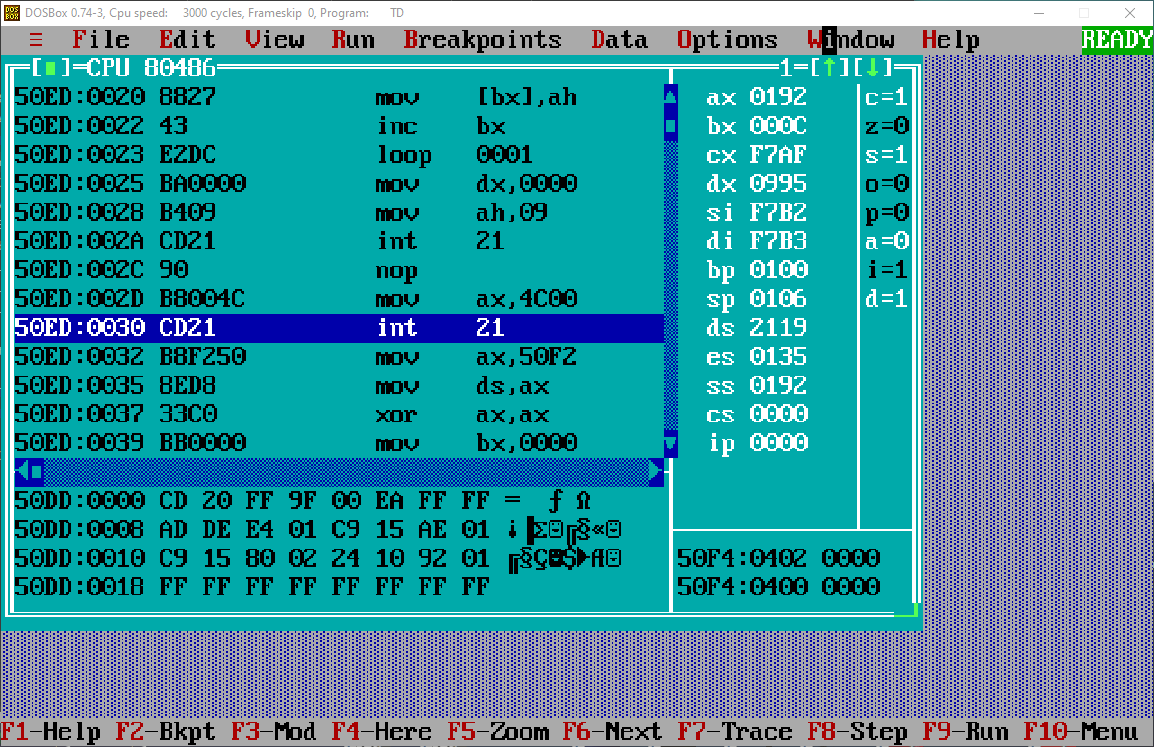 DOSBox 0.74-3, Cpu speed: 3000 cycles, Frameskip 0, Program: TD
≡ File Edit View Run Breakpoints Data Options Window Help READY
[■]=CPU 80486 1=[↑][↓]
50ED:0020 8827 mov [bx],ah ax 0192 c=1
50ED:0022 43 inc bx bx 000C z=0
50ED:0023 E2DC loop 0001 cx F7AF s=1
50ED:0025 BA0000 mov dx,0000 dx 0995 o=0
50ED:0028 B409 mov ah,09 si F7B2 p=0
50ED:002A CD21 int 21 di F7B3 a=0
50ED:002C 90 nop bp 0100 i=1
50ED:002D B8004C mov ax,4C00 sp 0106 d=1
50ED:0030 CD21 int 21 ds 2119
50ED:0032 B8F250 mov ax,50F2 es 0135
50ED:0035 8ED8 mov ds,ax ss 0192
50ED:0037 33C0 xor ax,ax cs 0000
50ED:0039 BB0000 mov bx,0000 ip 0000
50DD:0000 CD 20 FF 9F 00 EA FF FF = ƒ Ω
50DD:0008 AD DE E4 01 C9 15 AE 01 ¡▐Σ☺╔§«☺
50DD:0010 C9 15 80 02 24 10 92 01 ╔§Ç☻$►Æ☺ 50F4:0402 0000
50DD:0018 FF FF FF FF FF FF FF FF 50F4:0400 0000
F1-Help F2-Bkpt F3-Mod F4-Here F5-Zoom F6-Next F7-Trace F8-Step F9-Run F10-Menu